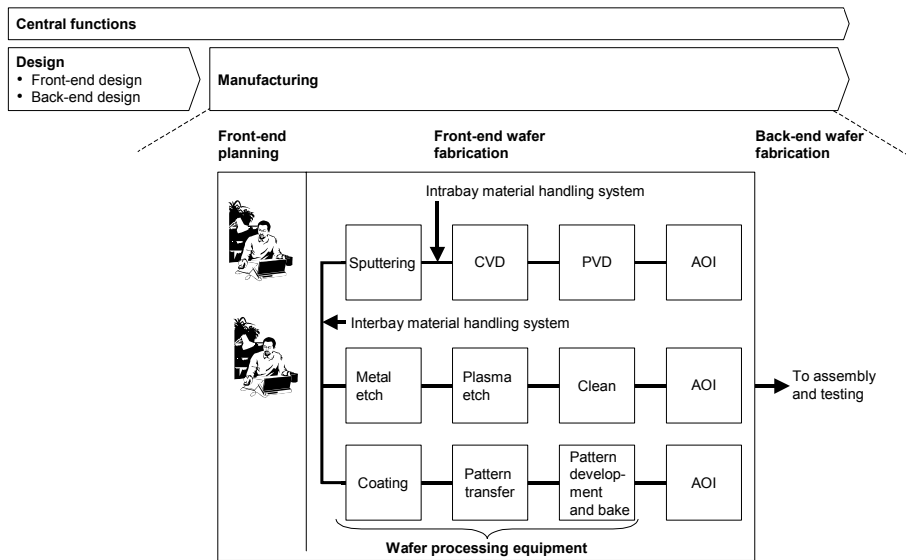 Central functions
Design
• Front-end design
• Back-end design
Manufacturing
Front-end
planning
Front-end wafer
fabrication
Back-end wafer
fabrication
Intrabay material handling system
Sputtering
CVD
PVD
AOI
Interbay material handling system
Metal
etch
Plasma
etch
Clean
AOI
To assembly
and testing
Coating
Pattern
transfer
Pattern
develop-
ment
and bake
AOI
Wafer processing equipment